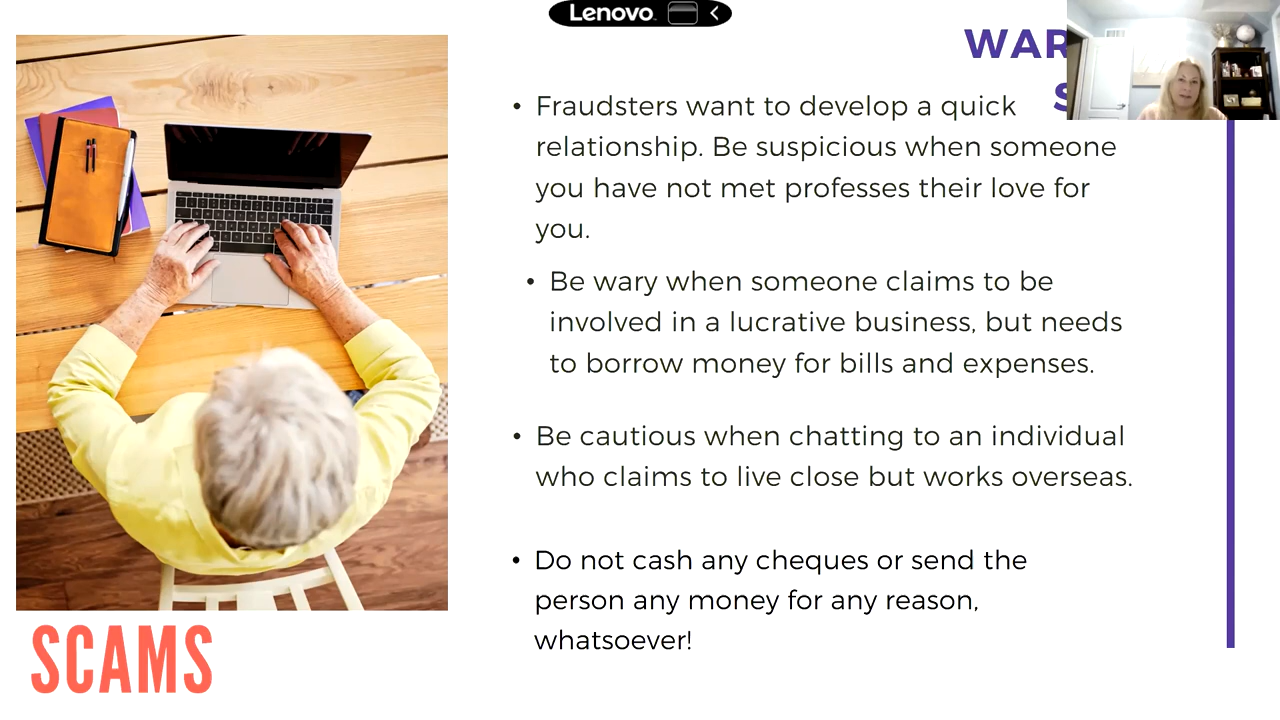 Lenovo
WAR
S
• Fraudsters want to develop a quick
relationship. Be suspicious when someone
you have not met professes their love for
you.
• Be wary when someone claims to be
involved in a lucrative business, but needs
to borrow money for bills and expenses.
• Be cautious when chatting to an individual
who claims to live close but works overseas.
• Do not cash any cheques or send the
person any money for any reason,
whatsoever!
SCAMS